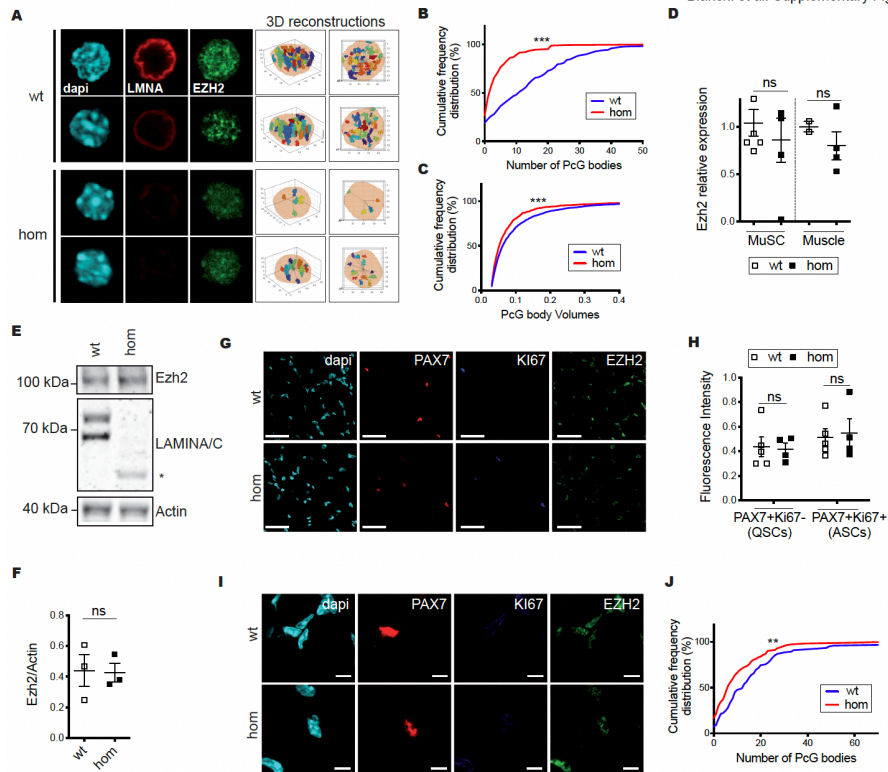 A
3D reconstructions
wt
hom
dapi
LMNA
EZH2
B
Cumulative frequency
distribution (%)
100
50
0
***
wt
hom
0 10 20 30 40 50
Number of PcG bodies
C
Cumulative frequency
distribution (%)
100
50
0
***
wt
hom
0.0 0.1 0.2 0.3 0.4
PcG body Volumes
D
Ezh2 relative expression
1.0
0.5
0.0
ns
ns
MuSC
Muscle
wt
hom
E
wt
hom
100 kDa
Ezh2
70 kDa
LAMINA/C
*
40 kDa
Actin
F
Ezh2/Actin
0.8
0.6
0.4
0.2
0.0
ns
wt
hom
G
dapi
PAX7
KI67
EZH2
wt
hom
H
wt
hom
Fluorescence Intensity
1.0
0.8
0.6
0.4
0.2
0.0
ns
ns
PAX7+Ki67-
(QSCs)
PAX7+Ki67+
(ASCs)
I
dapi
PAX7
KI67
EZH2
wt
hom
J
Cumulative frequency
distribution (%)
100
50
0
**
wt
hom
0 20 40 60
Number of PcG bodies